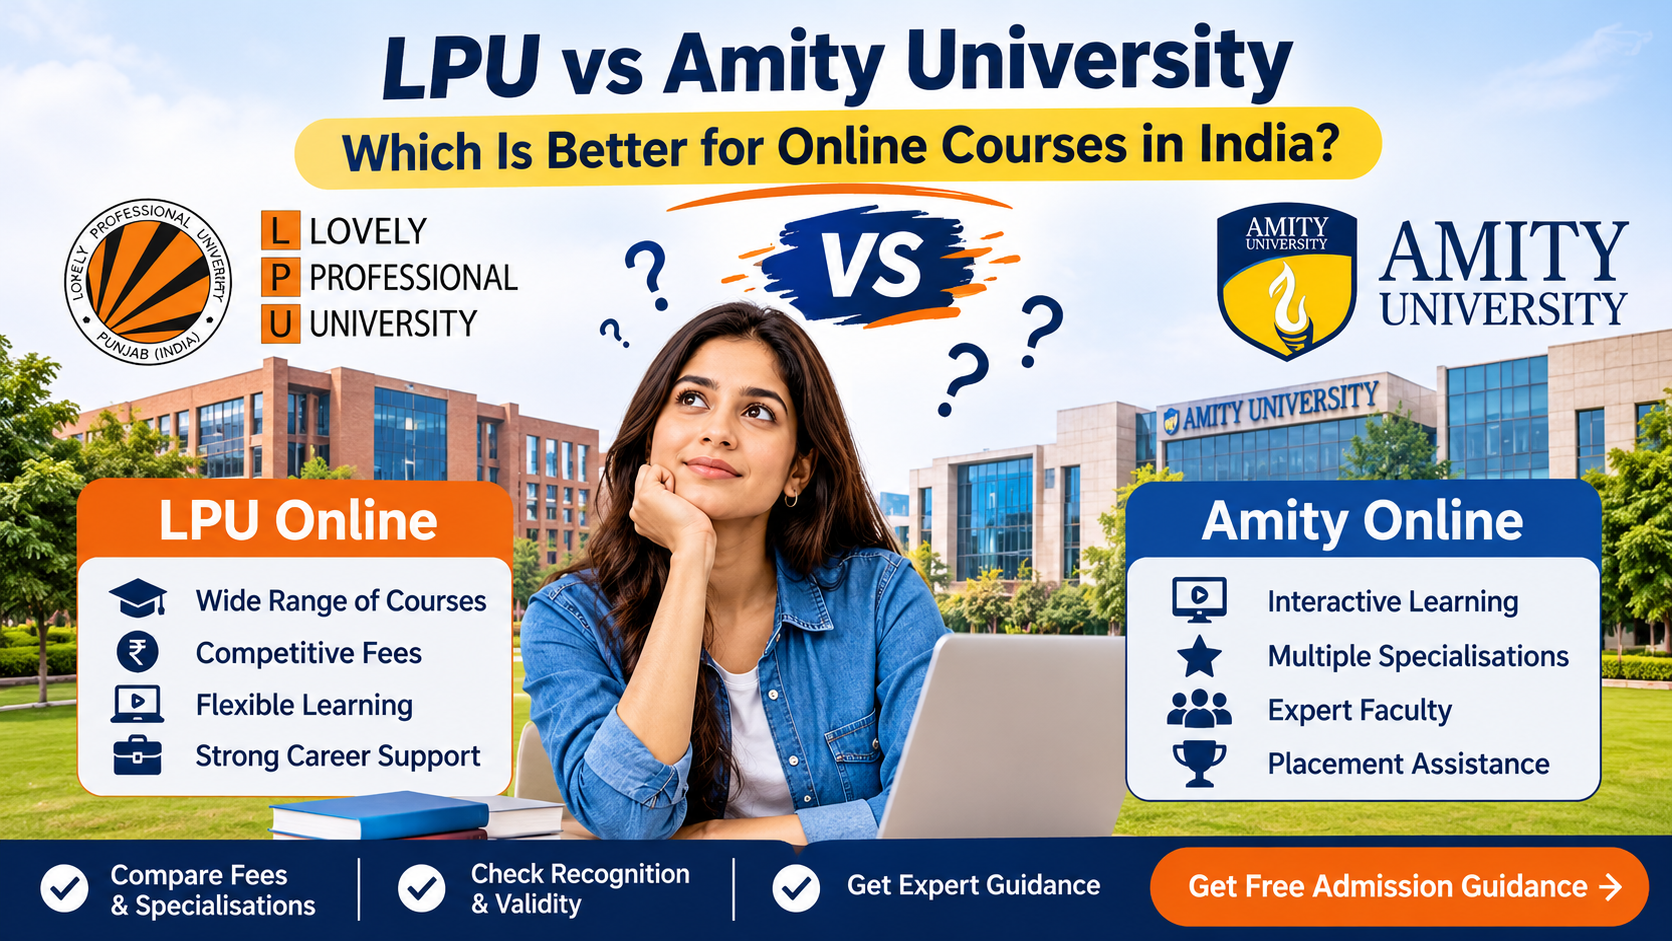 LPU vs Amity University
Which Is Better for Online Courses in India?
LOVELY PROFESSIONAL UNIVERSITY
PUNJAB (INDIA)
L LOVELY
P PROFESSIONAL
U UNIVERSITY
VS
AMITY
UNIVERSITY
AMITY
UNIVERSITY
AMITY UNIVERSITY
LPU Online
Wide Range of Courses
Competitive Fees
Flexible Learning
Strong Career Support
Amity Online
Interactive Learning
Multiple Specialisations
Expert Faculty
Placement Assistance
Compare Fees
& Specialisations
Check Recognition
& Validity
Get Expert Guidance
Get Free Admission Guidance →